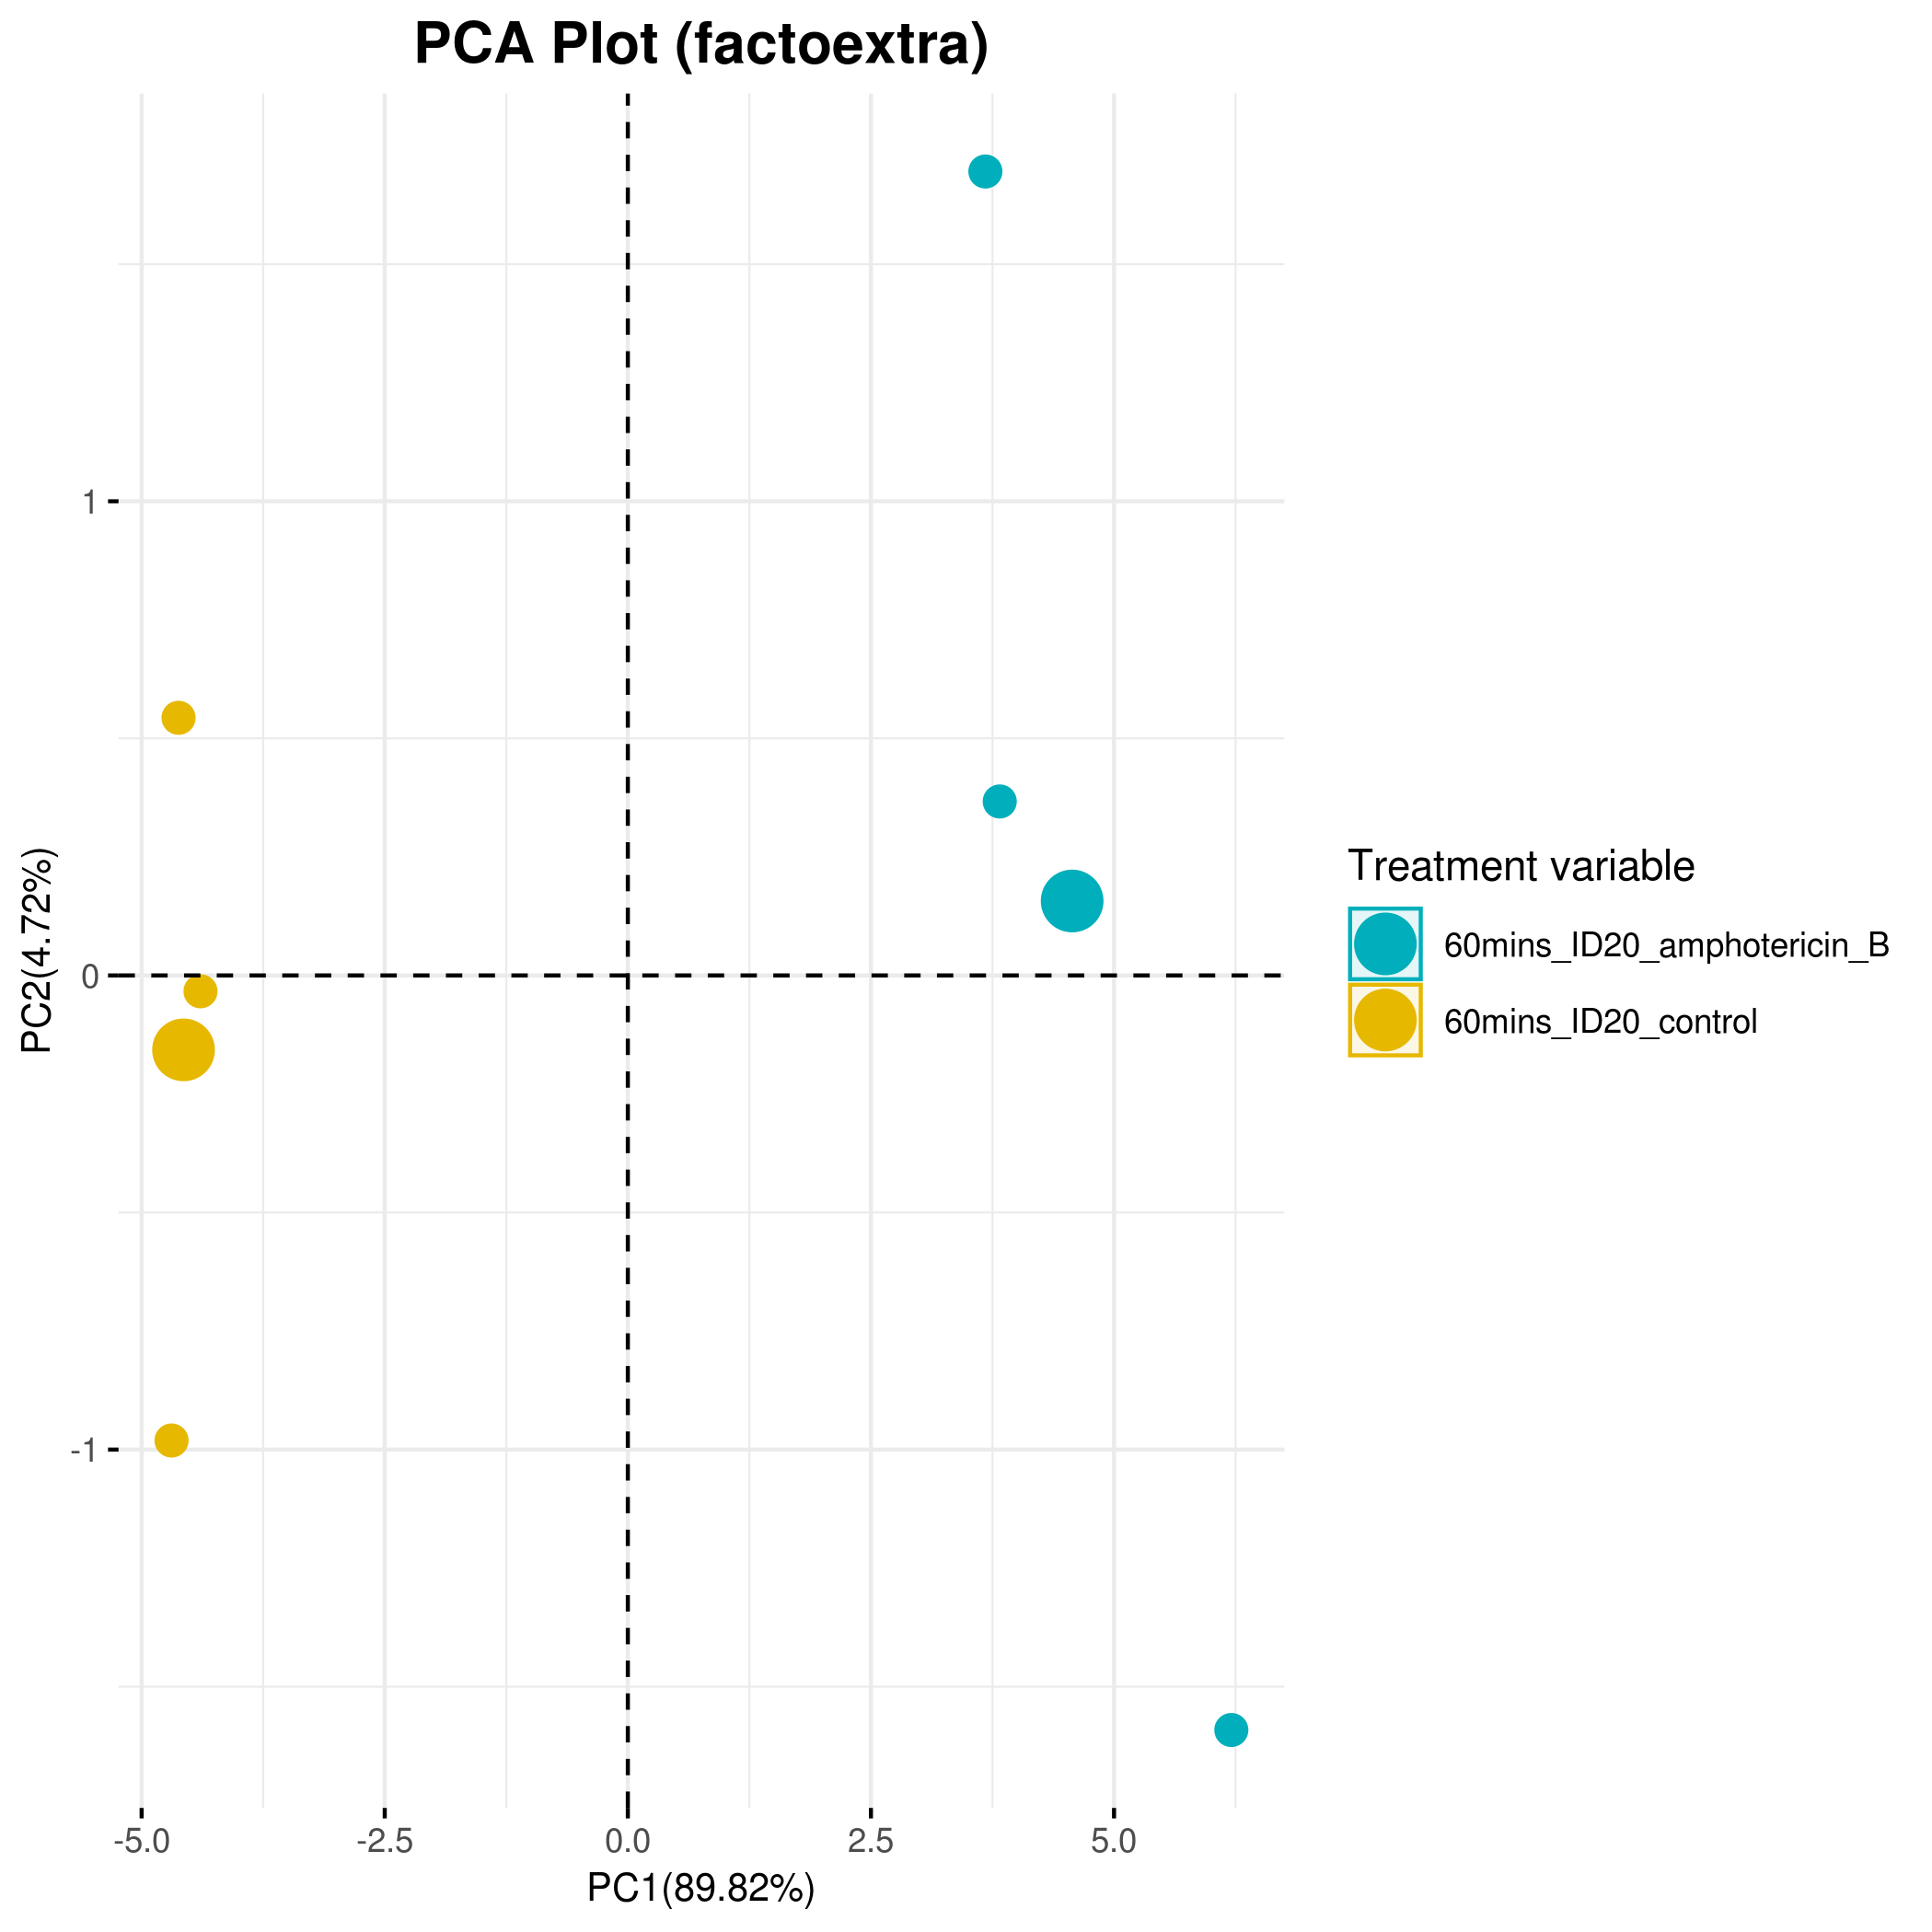 PCA Plot (factoextra)
1
0
-1
PC2(4.72%)
-5.0
-2.5
0.0
2.5
5.0
PC1(89.82%)
Treatment variable
60mins_ID20_amphotericin_B
60mins_ID20_control